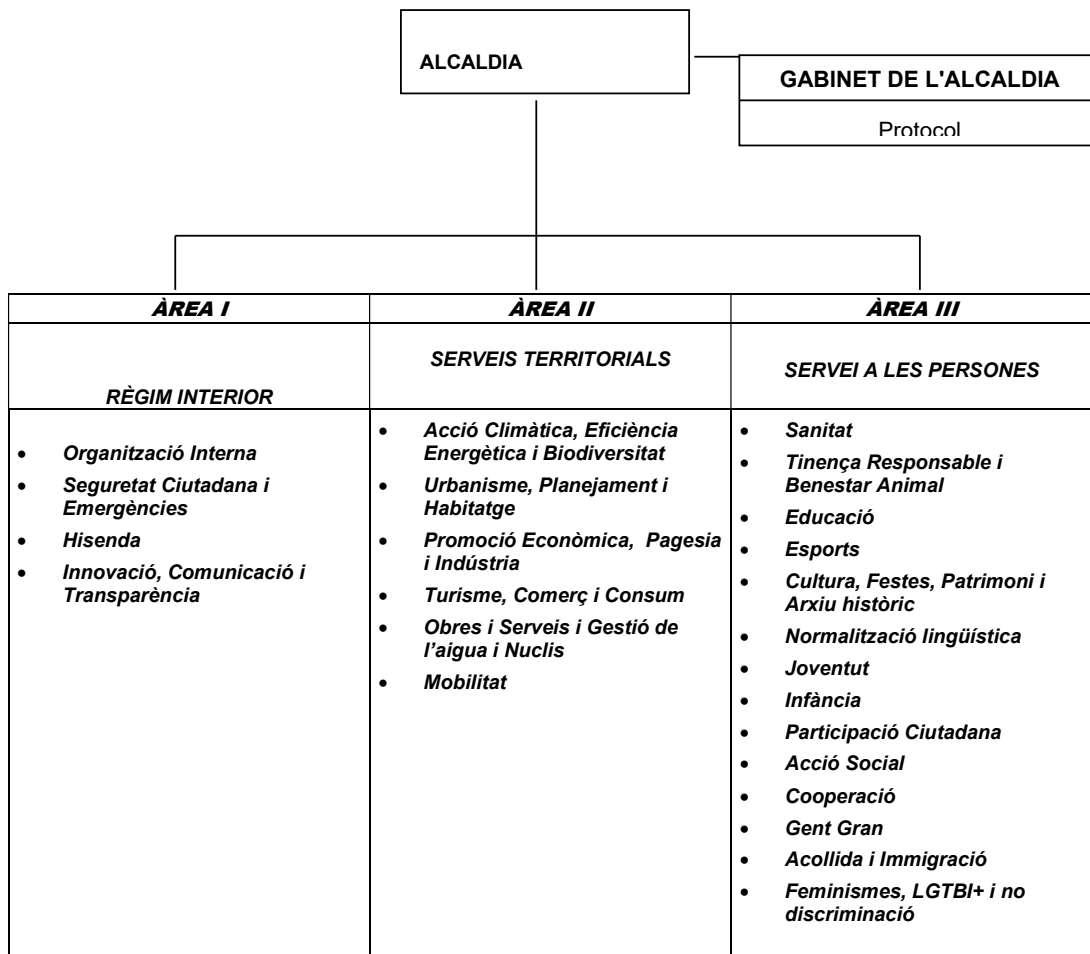 ALCALDIA
GABINET DE L'ALCALDIA
Protocol
ÀREA I
ÀREA II
ÀREA III
RÈGIM INTERIOR
SERVEIS TERRITORIALS
SERVEI A LES PERSONES
• Organització Interna
• Seguretat Ciutadana i
Emergències
• Hisenda
• Innovació, Comunicació i
Transparència
• Acció Climàtica, Eficiència
Energètica i Biodiversitat
• Urbanisme, Planejament i
Habitatge
• Promoció Econòmica, Pagesia
i Indústria
• Turisme, Comerç i Consum
• Obres i Serveis i Gestió de
l'aigua i Nuclis
• Mobilitat
• Sanitat
• Tinença Responsable i
Benestar Animal
• Educació
• Esports
• Cultura, Festes, Patrimoni i
Arxiu històric
• Normalització lingüística
• Joventut
• Infància
• Participació Ciutadana
• Acció Social
• Cooperació
• Gent Gran
• Acollida i Immigració
• Feminismes, LGTBI+ i no
discriminació